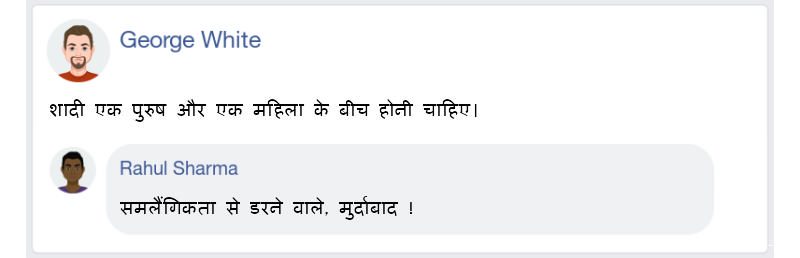 George White
शादी एक पुरुष और एक महिला के बीच होनी चाहिए।
Rahul Sharma
समलैंगिकता से डरने वाले, मुर्दाबाद !